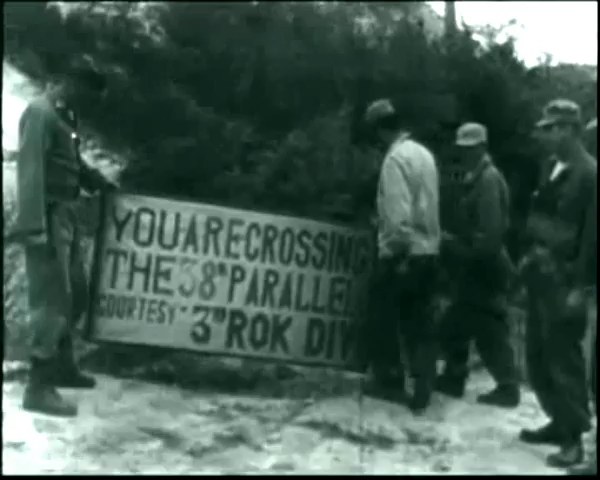 YOU ARE CROSSING
THE 38TH PARALLEL
COURTESY 3RD ROK DIV